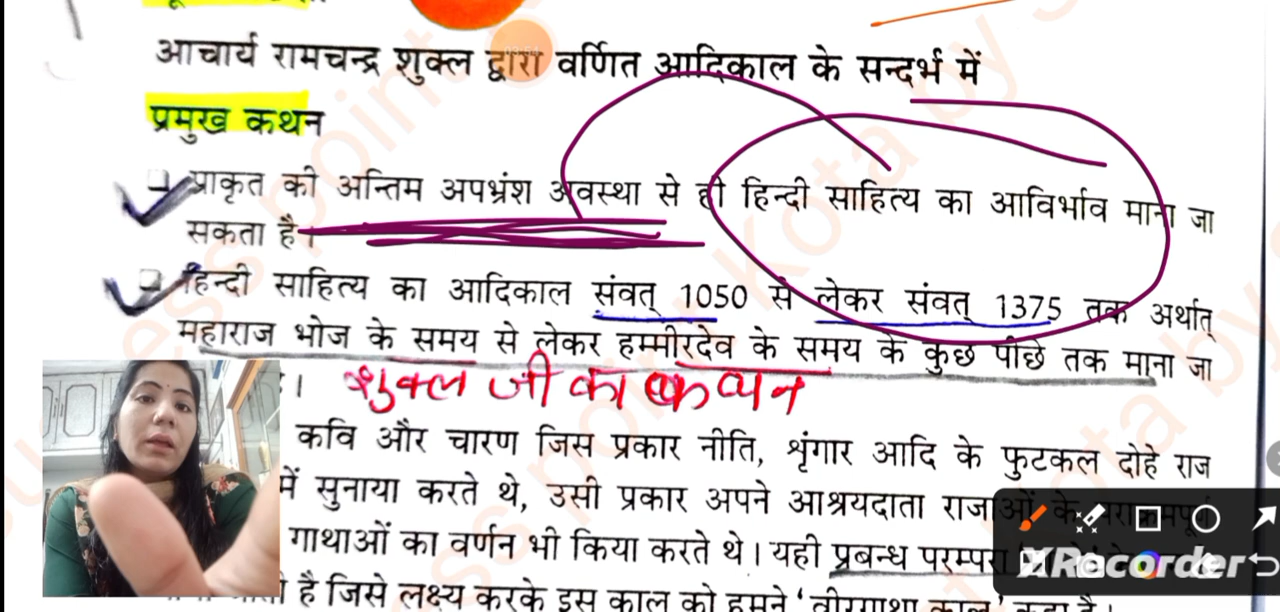 आचार्य रामचन्द्र शुक्ल द्वारा वर्णित आदिकाल के सन्दर्भ में
प्रमुख कथन
प्राकृत की अन्तिम अपभ्रंश अवस्था से ही हिन्दी साहित्य का आविर्भाव माना जा
सकता है।
हिन्दी साहित्य का आदिकाल संवत् 1050 से लेकर संवत् 1375 तक अर्थात्
महाराज भोज के समय से लेकर हम्मीरदेव के समय के कुछ पीछे तक माना जा
शुक्ल जी का कथन
कवि और चारण जिस प्रकार नीति, शृंगार आदि के फुटकल दोहे राज
में सुनाया करते थे, उसी प्रकार अपने आश्रयदाता राजाओं के
गाथाओं का वर्णन भी किया करते थे। यही प्रबन्ध परम्परा
है जिसे लक्ष्य करके इस काल को हमने 'वीरगाथा काल' कहा है।
XRecorder